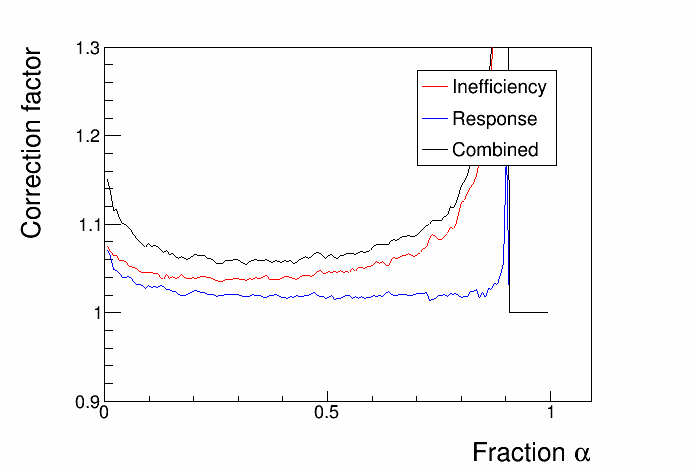 Correction factor
1.3
1.2
1.1
1
0.9
Inefficiency
Response
Combined
0
0.5
1
Fraction α